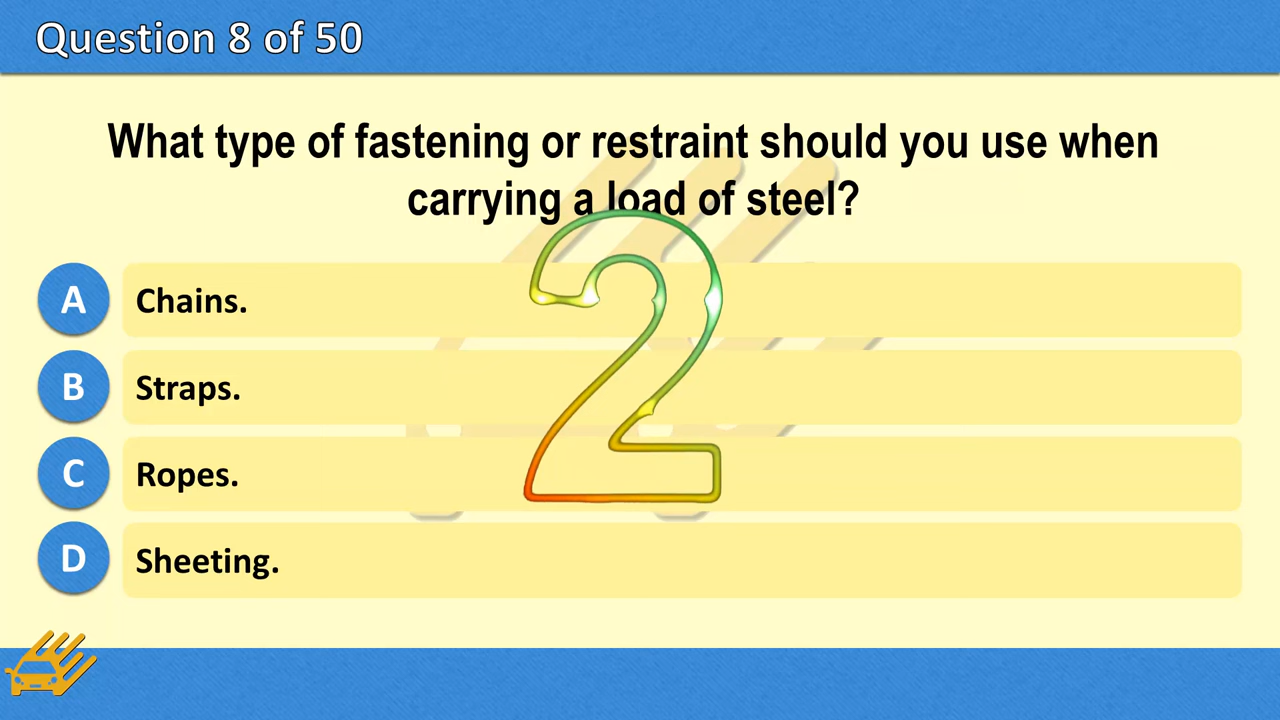 Question 8 of 50
What type of fastening or restraint should you use when
carrying a load of steel?
A Chains.
B Straps.
C Ropes.
D Sheeting.
2